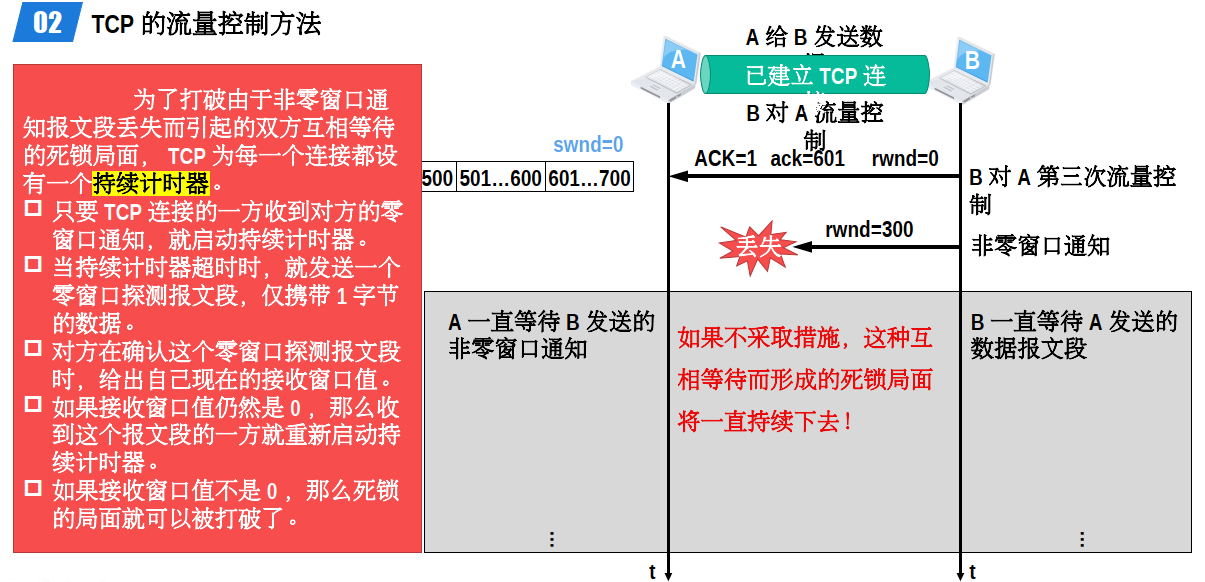 02 TCP 的流量控制方法
为了打破由于非零窗口通
知报文段丢失而引起的双方互相等待
的死锁局面， TCP 为每一个连接都设
有一个持续计时器。
只要 TCP 连接的一方收到对方的零
窗口通知，就启动持续计时器。
当持续计时器超时时，就发送一个
零窗口探测报文段，仅携带 1 字节
的数据。
对方在确认这个零窗口探测报文段
时，给出自己现在的接收窗口值。
如果接收窗口值仍然是 0 ，那么收
到这个报文段的一方就重新启动持
续计时器。
如果接收窗口值不是 0 ，那么死锁
的局面就可以被打破了。
A 给 B 发送数
A
B
已建立 TCP 连
B 对 A 流量控
制
swnd=0
500 501…600 601…700
ACK=1 ack=601 rwnd=0
B 对 A 第三次流量控
制
rwnd=300
丢失
非零窗口通知
A 一直等待 B 发送的
非零窗口通知
如果不采取措施，这种互
相等待而形成的死锁局面
将一直持续下去！
B 一直等待 A 发送的
数据报文段
⋮
⋮
t
t